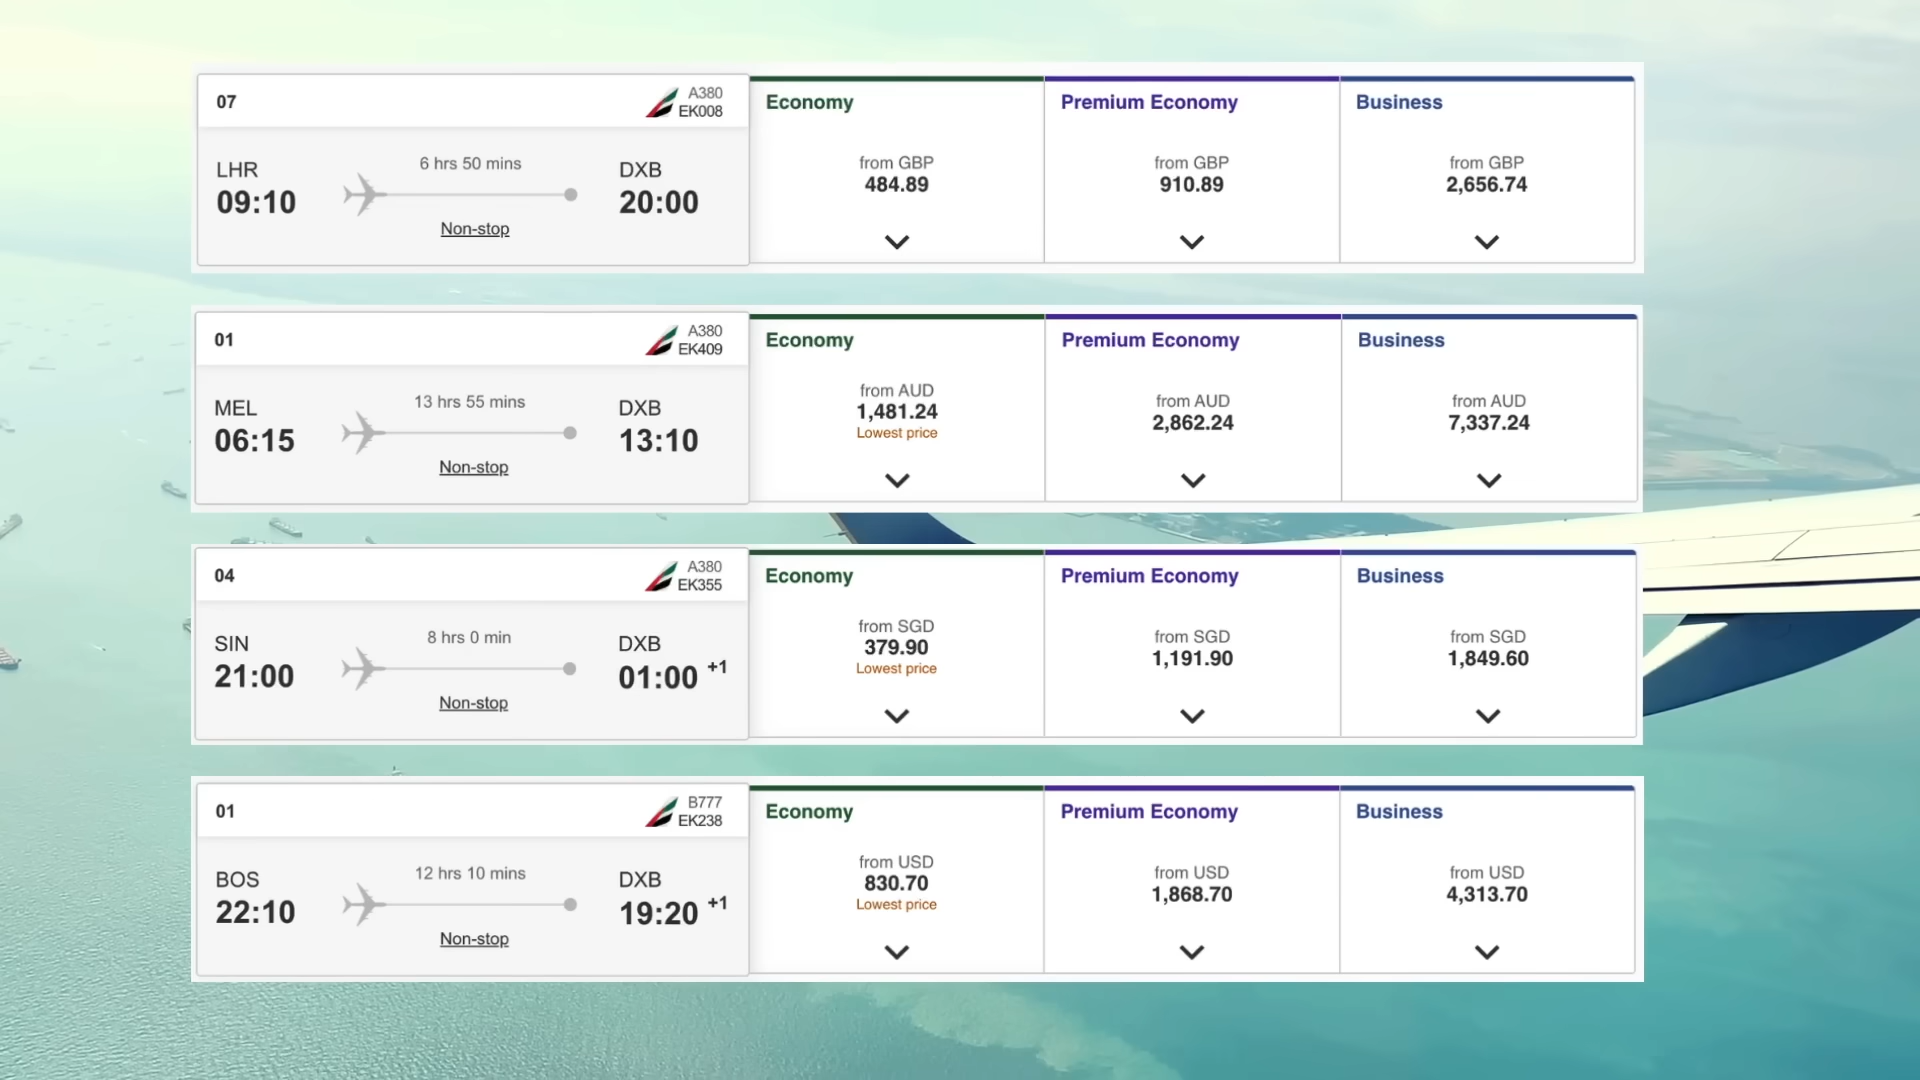 07
A380
EK008
LHR
09:10
6 hrs 50 mins
Non-stop
DXB
20:00
Economy
from GBP
484.89
Premium Economy
from GBP
910.89
Business
from GBP
2,656.74
01
A380
EK409
MEL
06:15
13 hrs 55 mins
Non-stop
DXB
13:10
Economy
from AUD
1,481.24
Lowest price
Premium Economy
from AUD
2,862.24
Business
from AUD
7,337.24
04
A380
EK355
SIN
21:00
8 hrs 0 min
Non-stop
DXB
01:00 +1
Economy
from SGD
379.90
Lowest price
Premium Economy
from SGD
1,191.90
Business
from SGD
1,849.60
01
B777
EK238
BOS
22:10
12 hrs 10 mins
Non-stop
DXB
19:20 +1
Economy
from USD
830.70
Lowest price
Premium Economy
from USD
1,868.70
Business
from USD
4,313.70